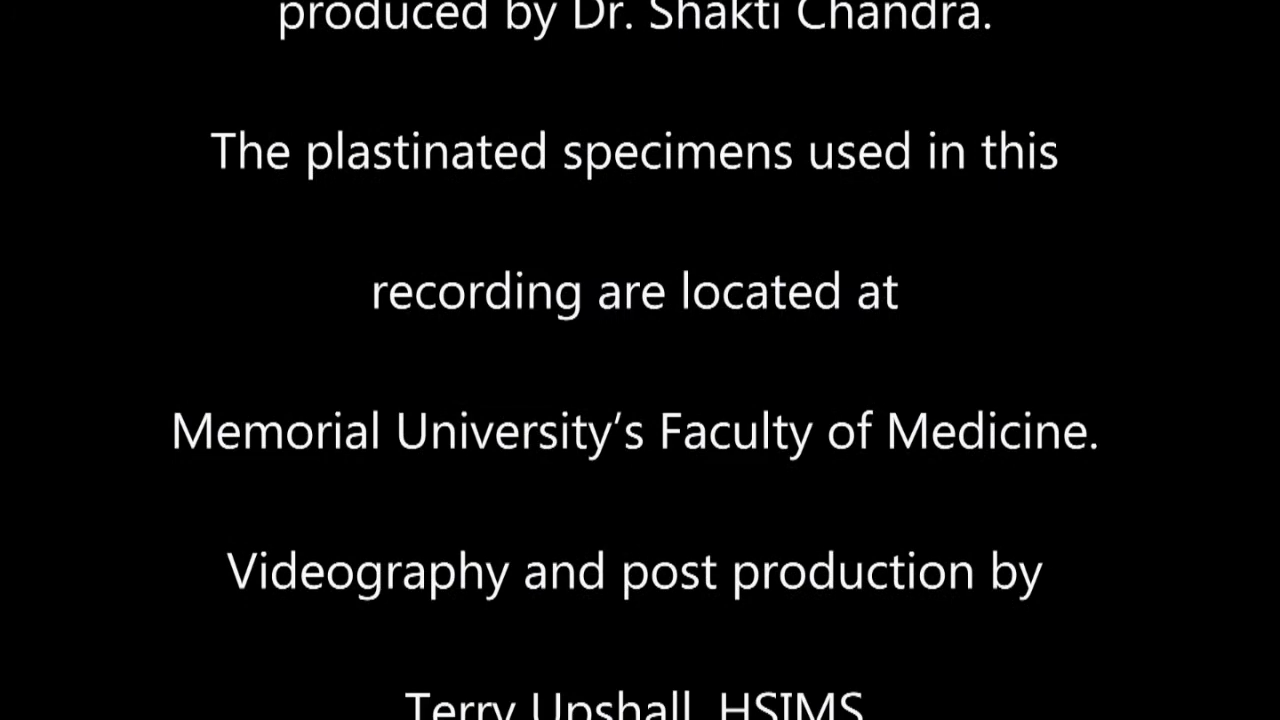 produced by Dr. Shakti Chandra.
The plastinated specimens used in this
recording are located at
Memorial University's Faculty of Medicine.
Videography and post production by
Terry Upshall, HSIMS